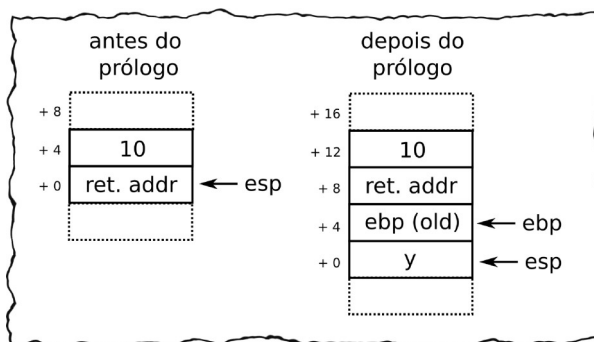 antes do
prólogo
+ 8
+ 4 10
+ 0 ret. addr esp
depois do
prólogo
+ 16
+ 12 10
+ 8 ret. addr
+ 4 ebp (old) ebp
+ 0 y esp